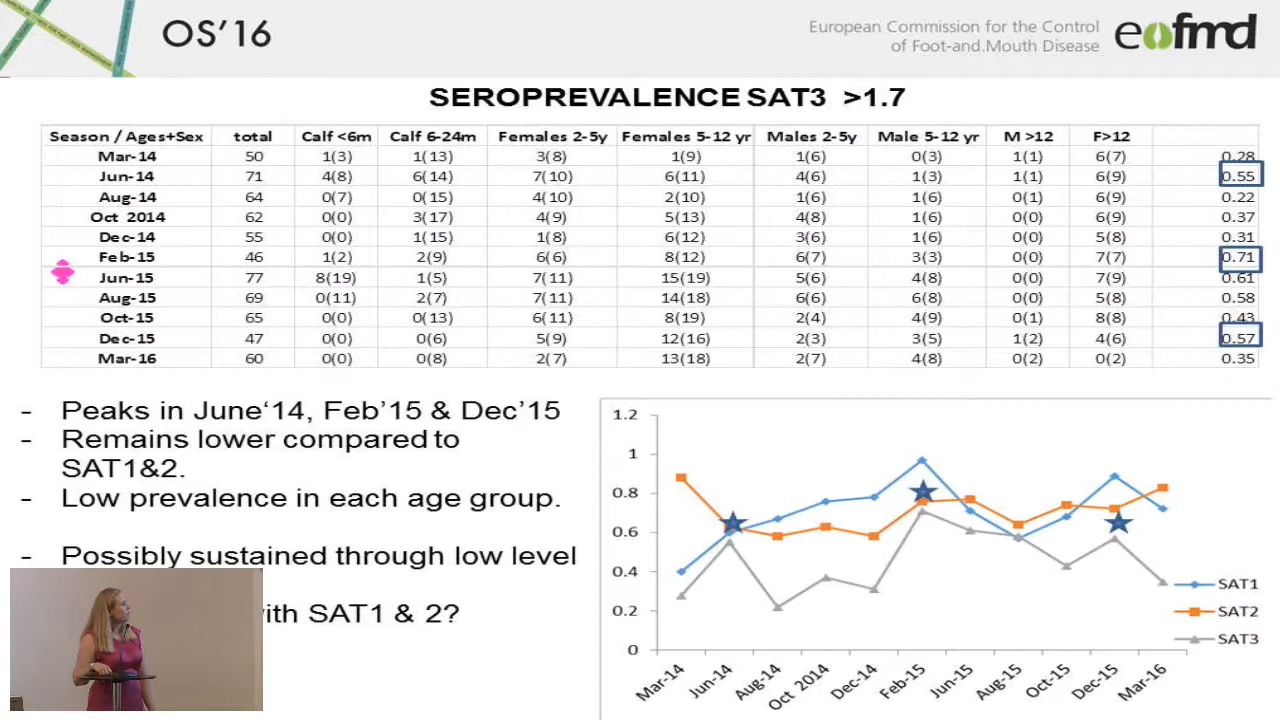 OS'16
European Commission for the Control
of Foot-and.Mouth Disease
eofmd
SEROPREVALENCE SAT3 >1.7
Season / Ages+Sex total Calf <6m Calf 6-24m Females 2-5y Females 5-12 yr Males 2-5y Male 5-12 yr M >12 F>12
Mar-14 50 1(3) 1(13) 3(8) 1(9) 1(6) 0(3) 1(1) 6(7) 0.28
Jun-14 71 4(8) 6(14) 7(10) 6(11) 4(6) 1(3) 1(1) 6(9) 0.55
Aug-14 64 0(7) 0(15) 4(10) 2(10) 1(6) 1(6) 0(1) 6(9) 0.22
Oct 2014 62 0(0) 3(17) 4(9) 5(13) 4(8) 1(6) 0(0) 6(9) 0.37
Dec-14 55 0(0) 1(15) 1(8) 6(12) 3(6) 1(6) 0(0) 5(8) 0.31
Feb-15 46 1(2) 2(9) 6(6) 8(12) 6(7) 3(3) 0(0) 7(7) 0.71
Jun-15 77 8(19) 1(5) 7(11) 15(19) 5(6) 4(8) 0(0) 7(9) 0.61
Aug-15 69 0(11) 2(7) 7(11) 14(18) 6(6) 6(8) 0(0) 5(8) 0.58
Oct-15 65 0(0) 0(13) 6(11) 8(19) 2(4) 4(9) 0(1) 8(8) 0.43
Dec-15 47 0(0) 0(6) 5(9) 12(16) 2(3) 3(5) 1(2) 4(6) 0.57
Mar-16 60 0(0) 0(8) 2(7) 13(18) 2(7) 4(8) 0(2) 0(2) 0.35
- Peaks in June'14, Feb'15 & Dec'15
- Remains lower compared to
SAT1&2.
- Low prevalence in each age group.
- Possibly sustained through low level
with SAT1 & 2?
1.2
1
0.8
0.6
0.4
0.2
0
Mar-14 Jun-14 Aug-14 Oct 2014 Dec-14 Feb-15 Jun-15 Aug-15 Oct-15 Dec-15 Mar-16
SAT1
SAT2
SAT3